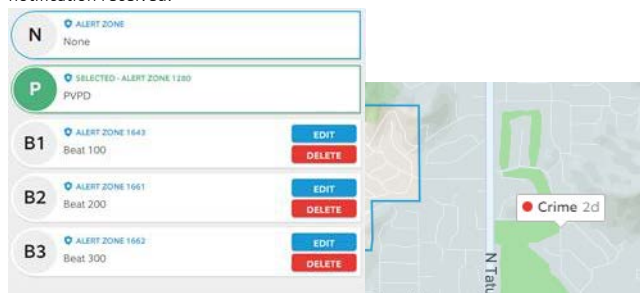 notification received.
N
ALERT ZONE
None
P
SELECTED - ALERT ZONE 1280
PVPD
B1
ALERT ZONE 1643
Beat 100
EDIT
DELETE
B2
ALERT ZONE 1661
Beat 200
EDIT
DELETE
B3
ALERT ZONE 1662
Beat 300
EDIT
DELETE
Crime 2d
N Tatu